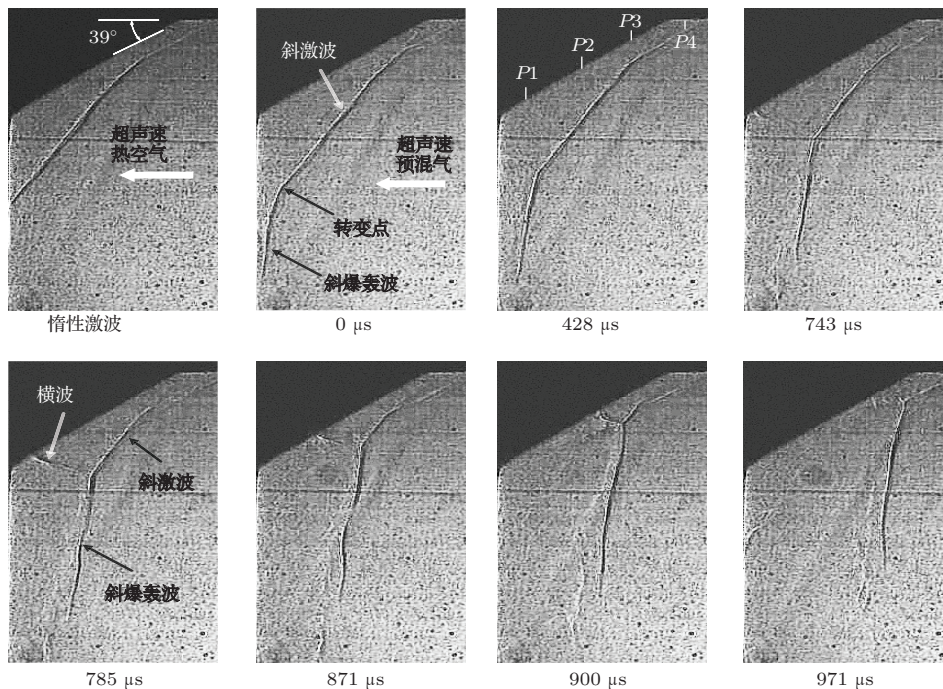 39°
超声速
热空气
惰性激波
斜激波
超声速
预混气
转变点
斜爆轰波
0 μs
P1
P2
P3
P4
428 μs
743 μs
横波
斜激波
斜爆轰波
785 μs
871 μs
900 μs
971 μs